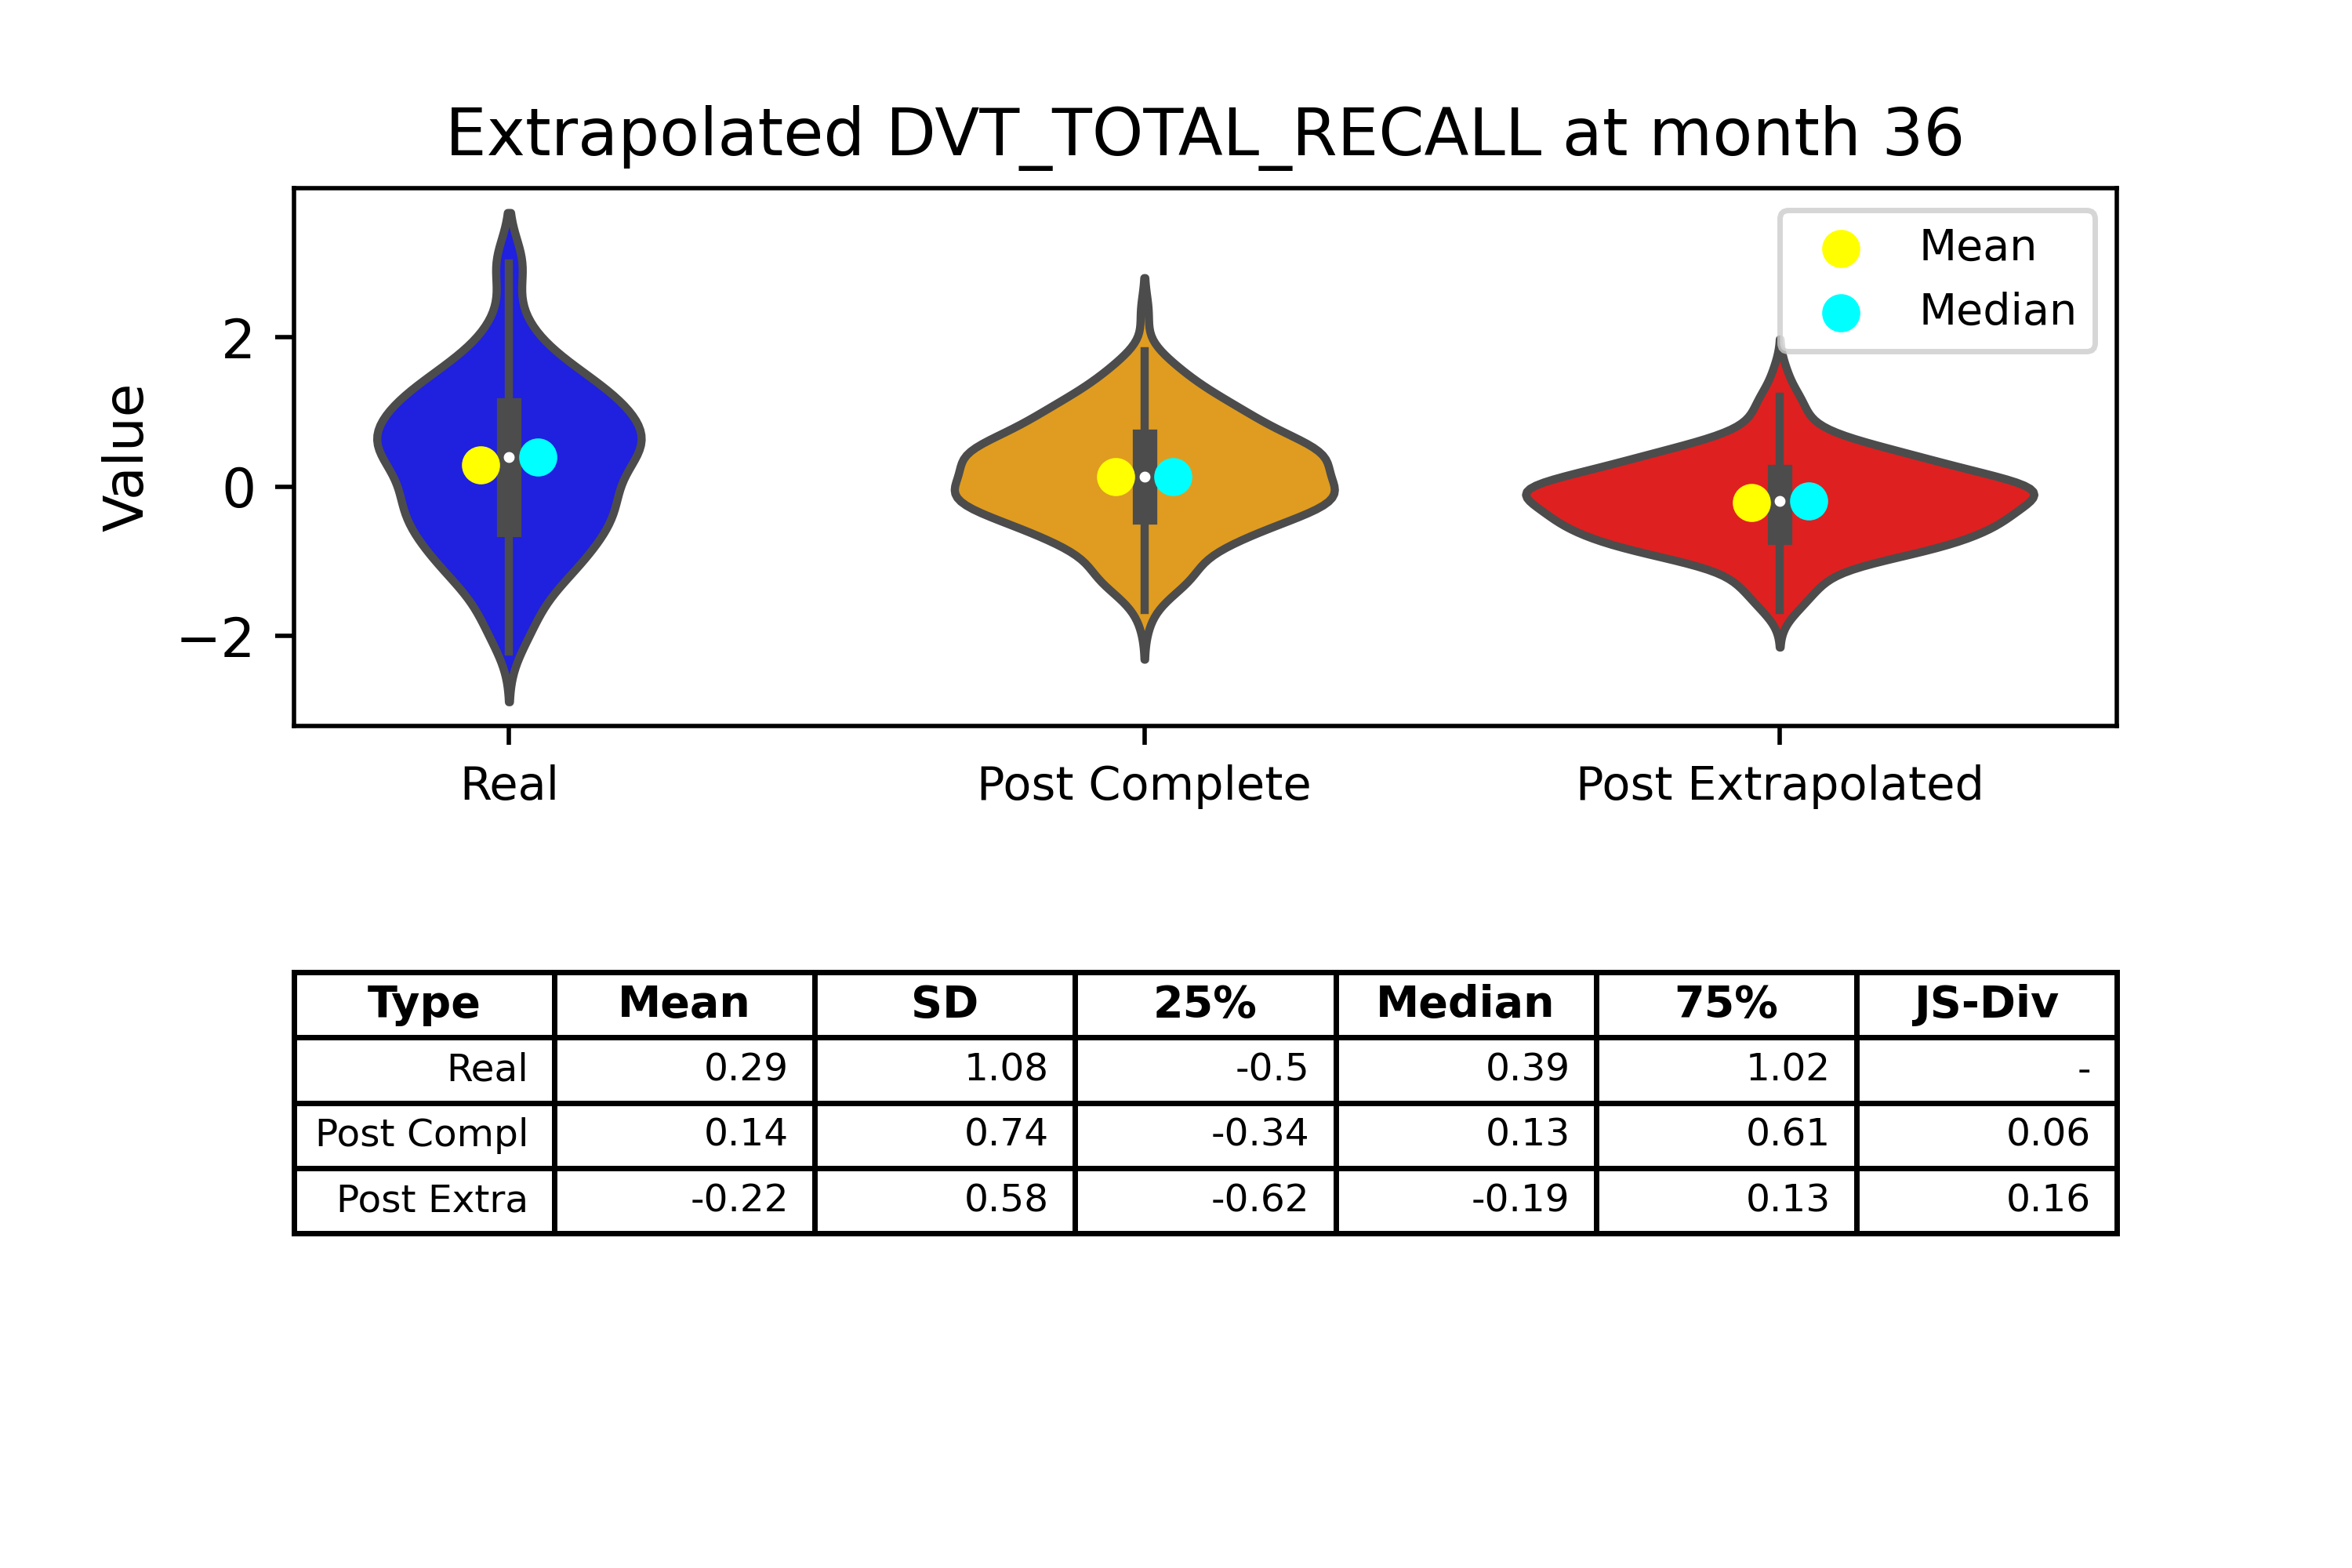 Extrapolated DVT_TOTAL_RECALL at month 36
Mean
Median
Value
2
0
−2
Real Post Complete Post Extrapolated
Type Mean SD 25% Median 75% JS-Div
Real 0.29 1.08 -0.5 0.39 1.02 -
Post Compl 0.14 0.74 -0.34 0.13 0.61 0.06
Post Extra -0.22 0.58 -0.62 -0.19 0.13 0.16